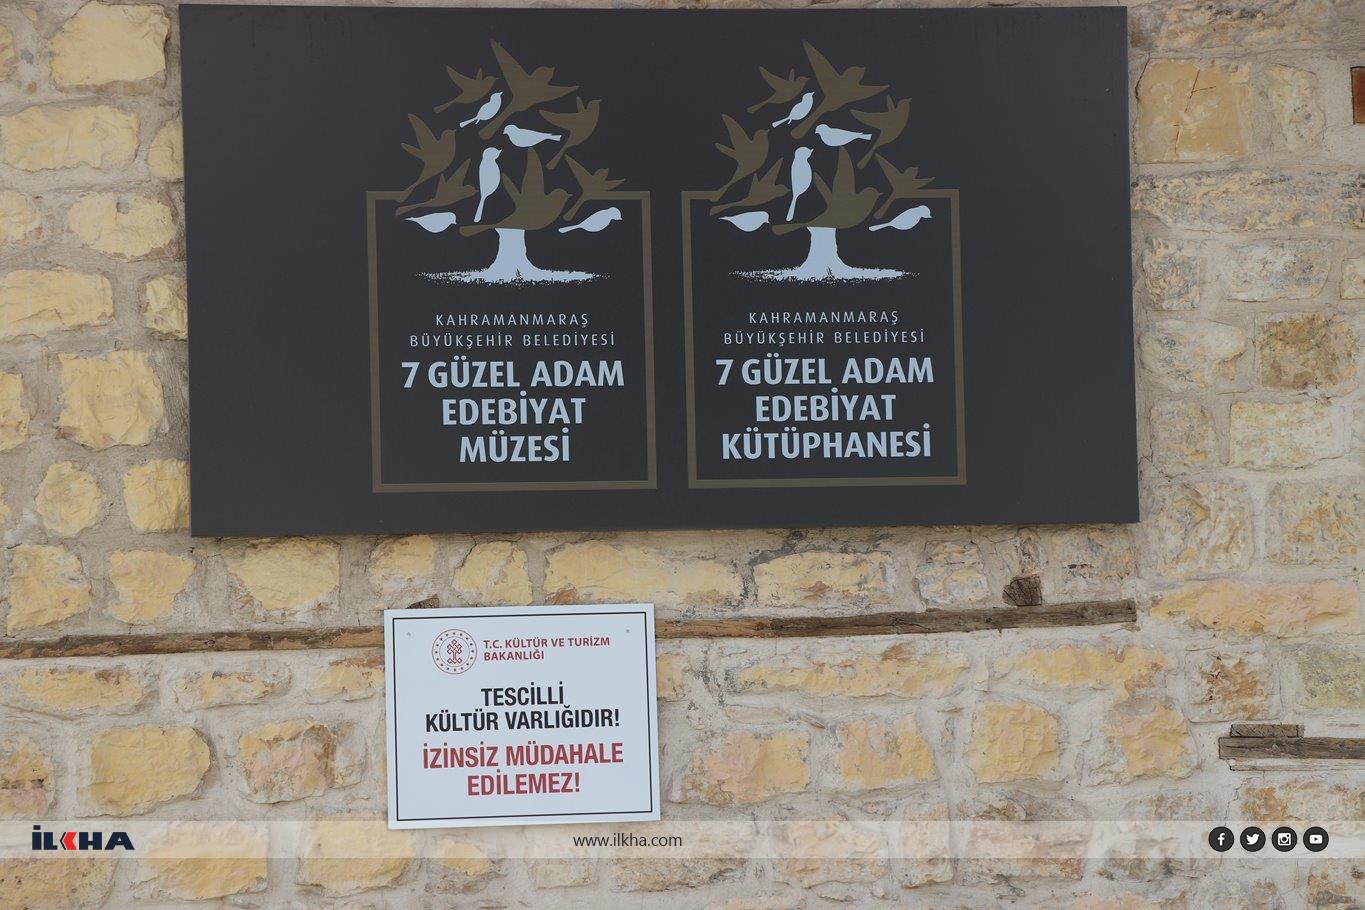 KAHRAMANMARAŞ
BÜYÜKŞEHİR BELEDİYESİ
7 GÜZEL ADAM
EDEBİYAT
MÜZESİ
KAHRAMANMARAŞ
BÜYÜKŞEHİR BELEDİYESİ
7 GÜZEL ADAM
EDEBİYAT
KÜTÜPHANESİ
T.C. KÜLTÜR VE TURİZM
BAKANLIĞI
TESCİLLİ
KÜLTÜR VARLIĞIDIR!
İZİNSİZ MÜDAHALE
EDİLEMEZ!
İLKHA
www.ilkha.com